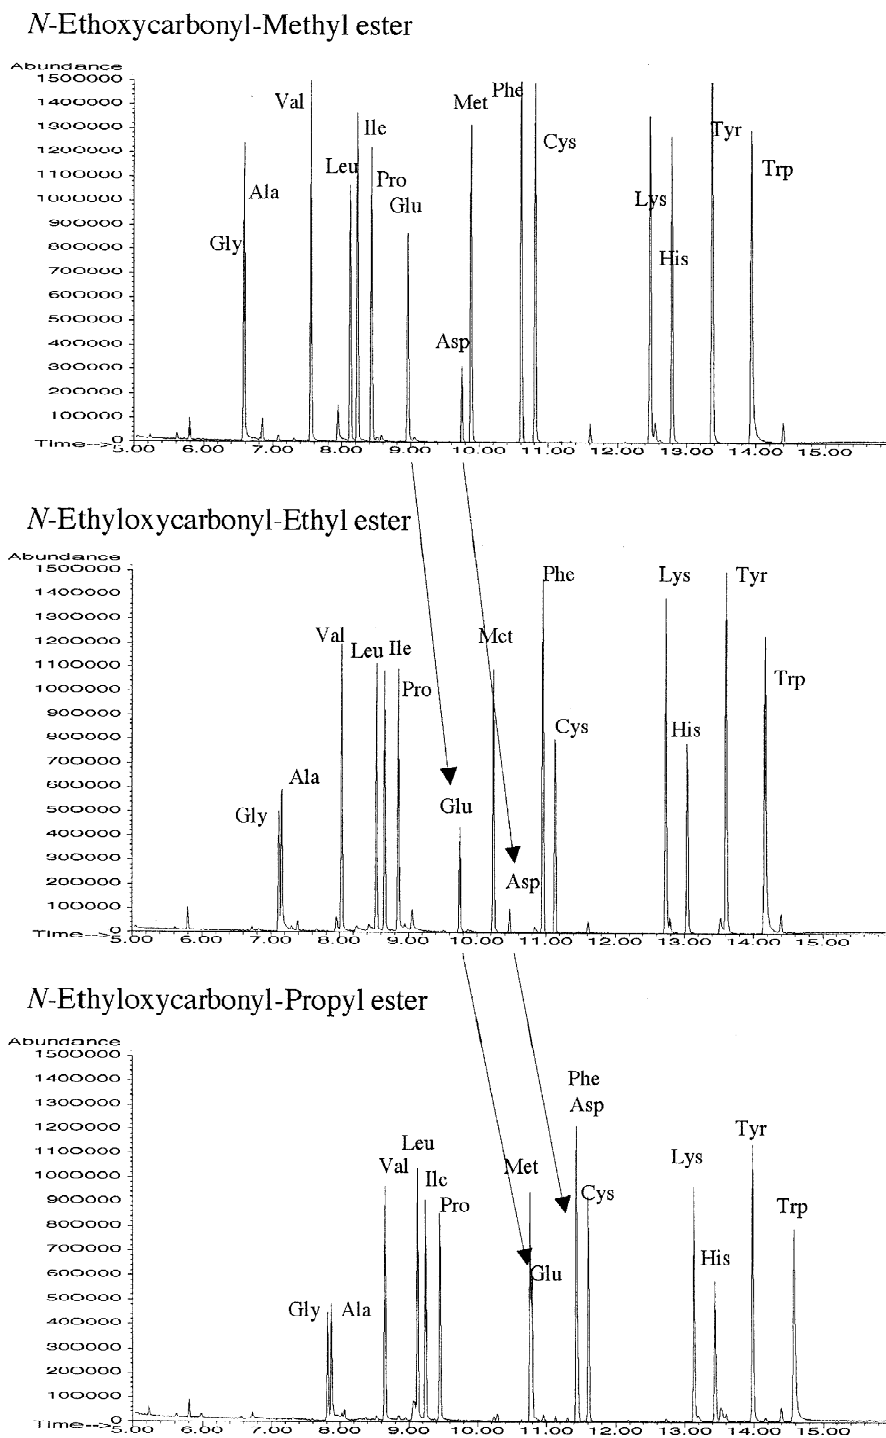 N-Ethoxycarbonyl-Methyl ester
Abundance
1500000
1400000
1300000
1200000
1100000
1000000
900000
800000
700000
600000
500000
400000
300000
200000
100000
0
Time-->
5.00 6.00 7.00 8.00 9.00 10.00 11.00 12.00 13.00 14.00 15.00
Gly
Ala
Val
Leu
Ile
Pro
Glu
Asp
Met
Phe
Cys
Lys
His
Tyr
Trp
N-Ethyloxycarbonyl-Ethyl ester
Abundance
1500000
1400000
1300000
1200000
1100000
1000000
900000
800000
700000
600000
500000
400000
300000
200000
100000
0
Time-->
5.00 6.00 7.00 8.00 9.00 10.00 11.00 12.00 13.00 14.00 15.00
Gly
Ala
Val
Leu
Ile
Pro
Glu
Met
Asp
Phe
Cys
Lys
His
Tyr
Trp
N-Ethyloxycarbonyl-Propyl ester
Abundance
1500000
1400000
1300000
1200000
1100000
1000000
900000
800000
700000
600000
500000
400000
300000
200000
100000
0
Time-->
5.00 6.00 7.00 8.00 9.00 10.00 11.00 12.00 13.00 14.00 15.00
Gly
Ala
Val
Leu
Ile
Pro
Met
Glu
Phe
Asp
Cys
Lys
His
Tyr
Trp